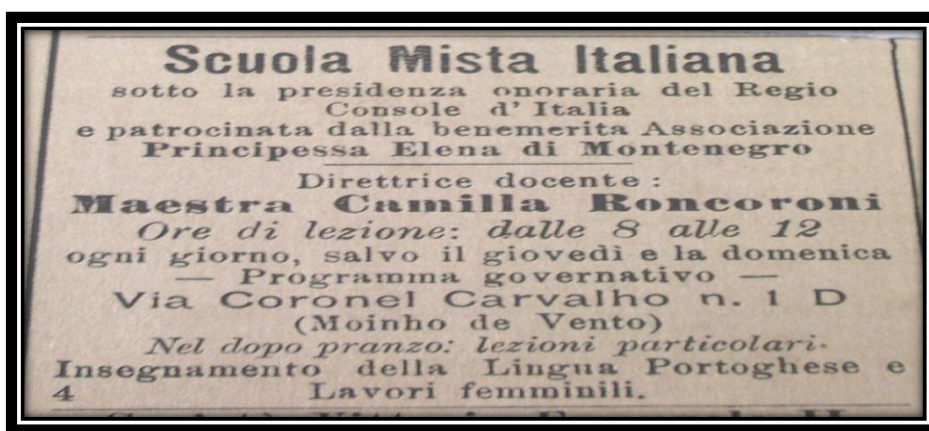 Scuola Mista Italiana
sotto la presidenza onoraria del Regio
Console d'Italia
e patrocinata dalla benemerita Associazione
Principessa Elena di Montenegro
Direttrice docente:
Maestra Camilla Roncoroni
Ore di lezione: dalle 8 alle 12
ogni giorno, salvo il giovedì e la domenica
— Programma governativo —
Via Coronel Carvalho n. 1 D
(Moinho de Vento)
Nel dopo pranzo: lezioni particolari.
Insegnamento della Lingua Portoghese e
4 Lavori femminili.